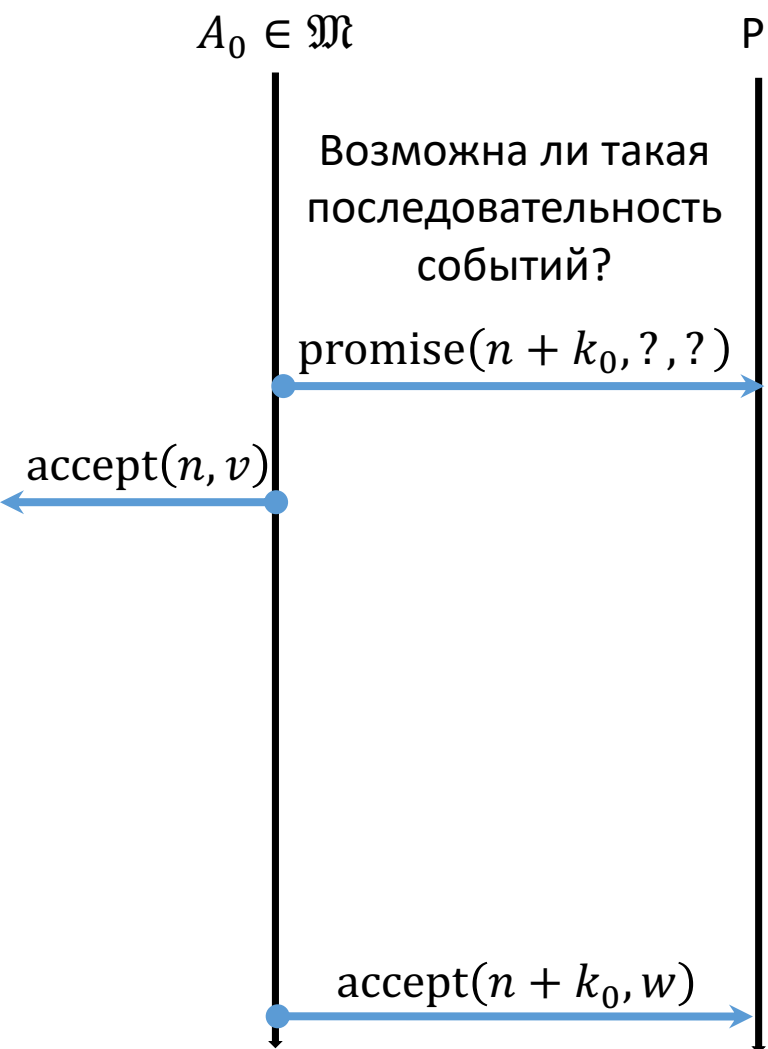 A₀ ∈ 𝔐
P
Возможна ли такая
последовательность
событий?
promise(n + k₀, ?, ?)
accept(n, v)
accept(n + k₀, w)